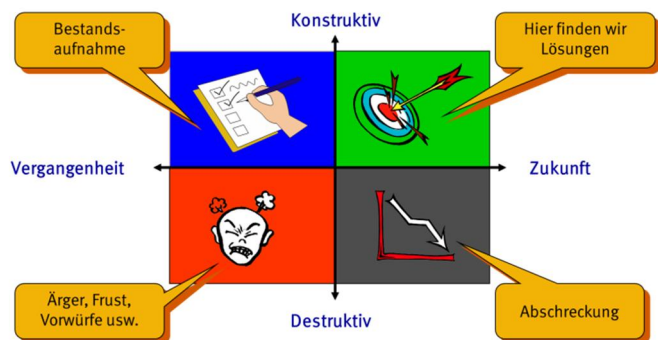 Bestands-
aufnahme
Konstruktiv
Hier finden wir
Lösungen
Vergangenheit
Zukunft
Ärger, Frust,
Vorwürfe usw.
Destruktiv
Abschreckung